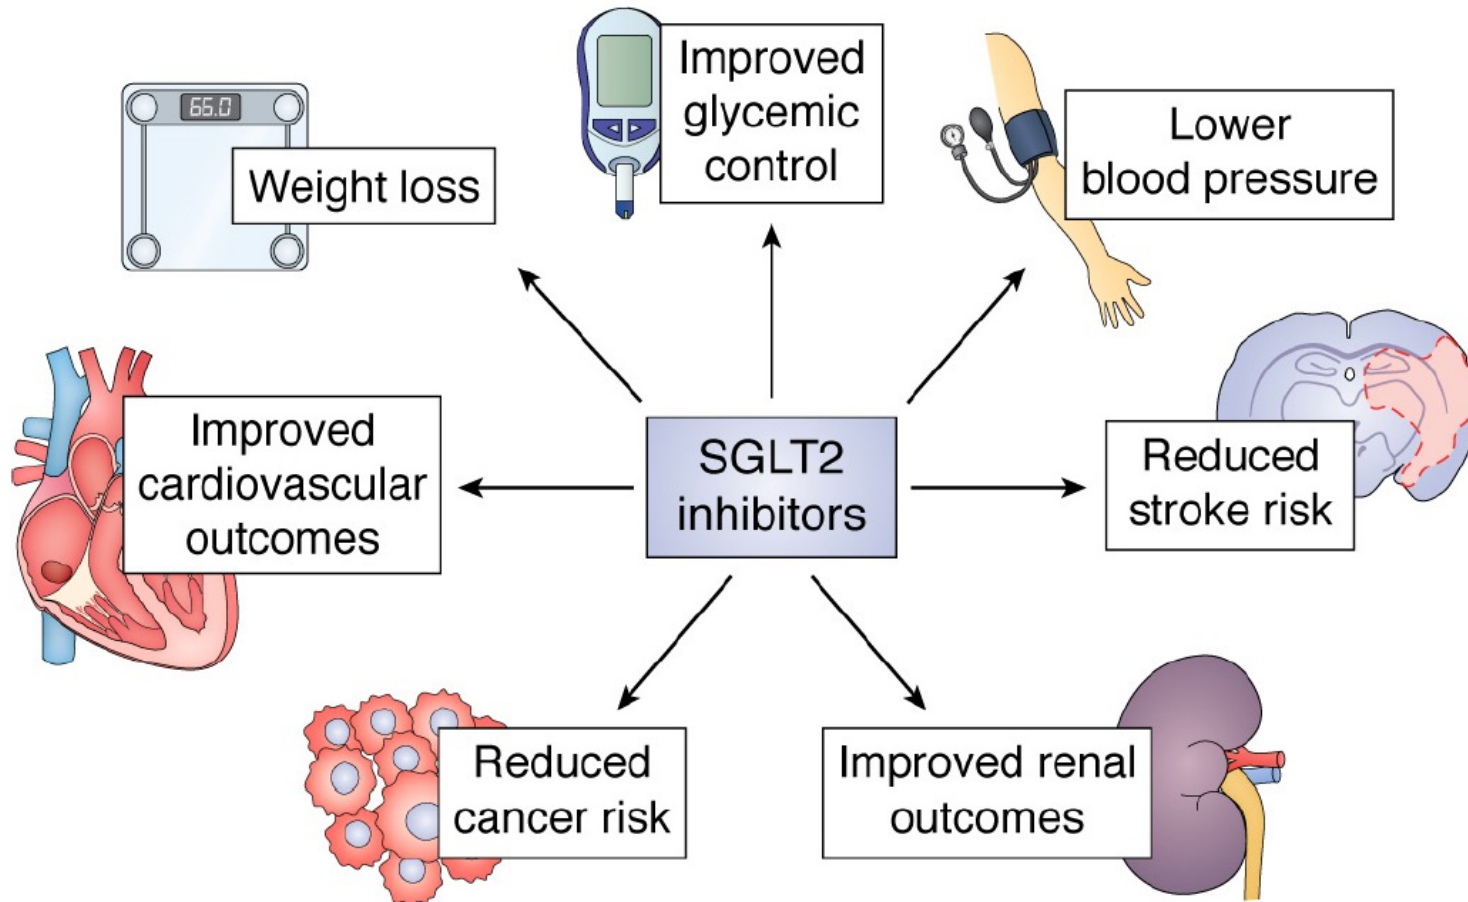 66.0
Weight loss
Improved
glycemic
control
Lower
blood pressure
Improved
cardiovascular
outcomes
SGLT2
inhibitors
Reduced
stroke risk
Reduced
cancer risk
Improved renal
outcomes